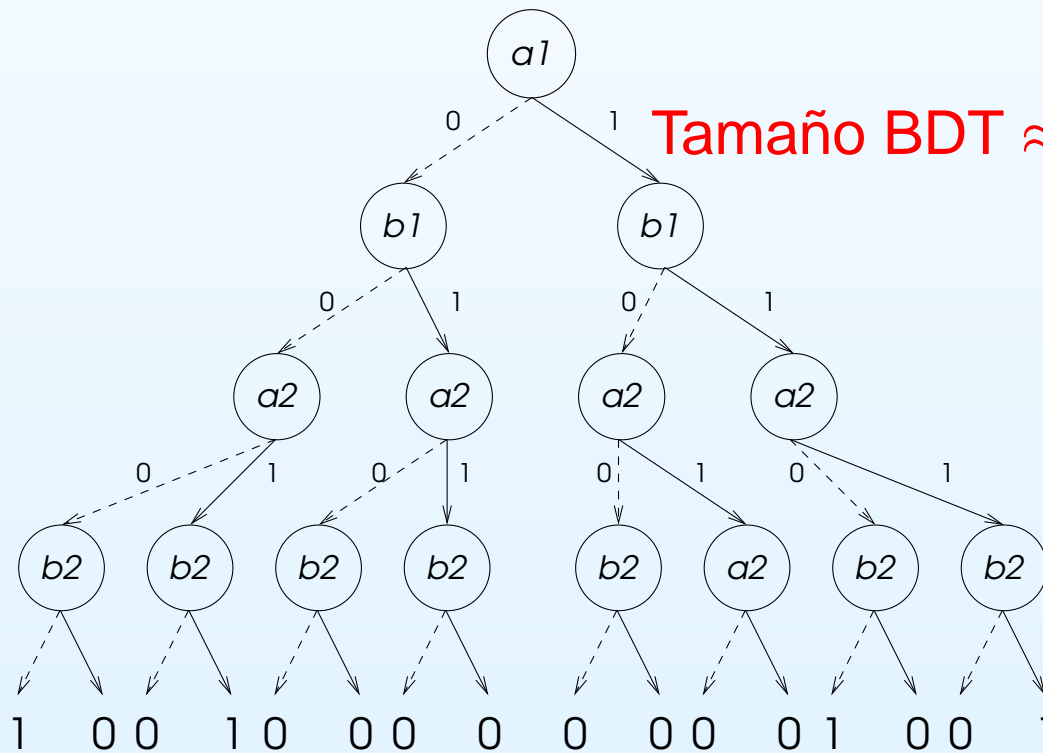 a1
0 1
Tamaño BDT ≈
b1 b1
0 1 0 1
a2 a2 a2 a2
0 1 0 1 0 1 0 1
b2 b2 b2 b2 b2 a2 b2 b2
1 0 0 1 0 0 0 0 0 0 0 0 1 0 0